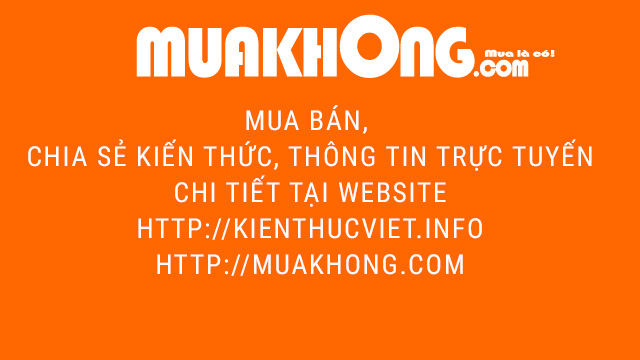 MUAKHONG.COM
Mua là có!
MUA BÁN,
CHIA SẺ KIẾN THỨC, THÔNG TIN TRỰC TUYẾN
CHI TIẾT TẠI WEBSITE
HTTP://KIENTHUCVIET.INFO
HTTP://MUAKHONG.COM